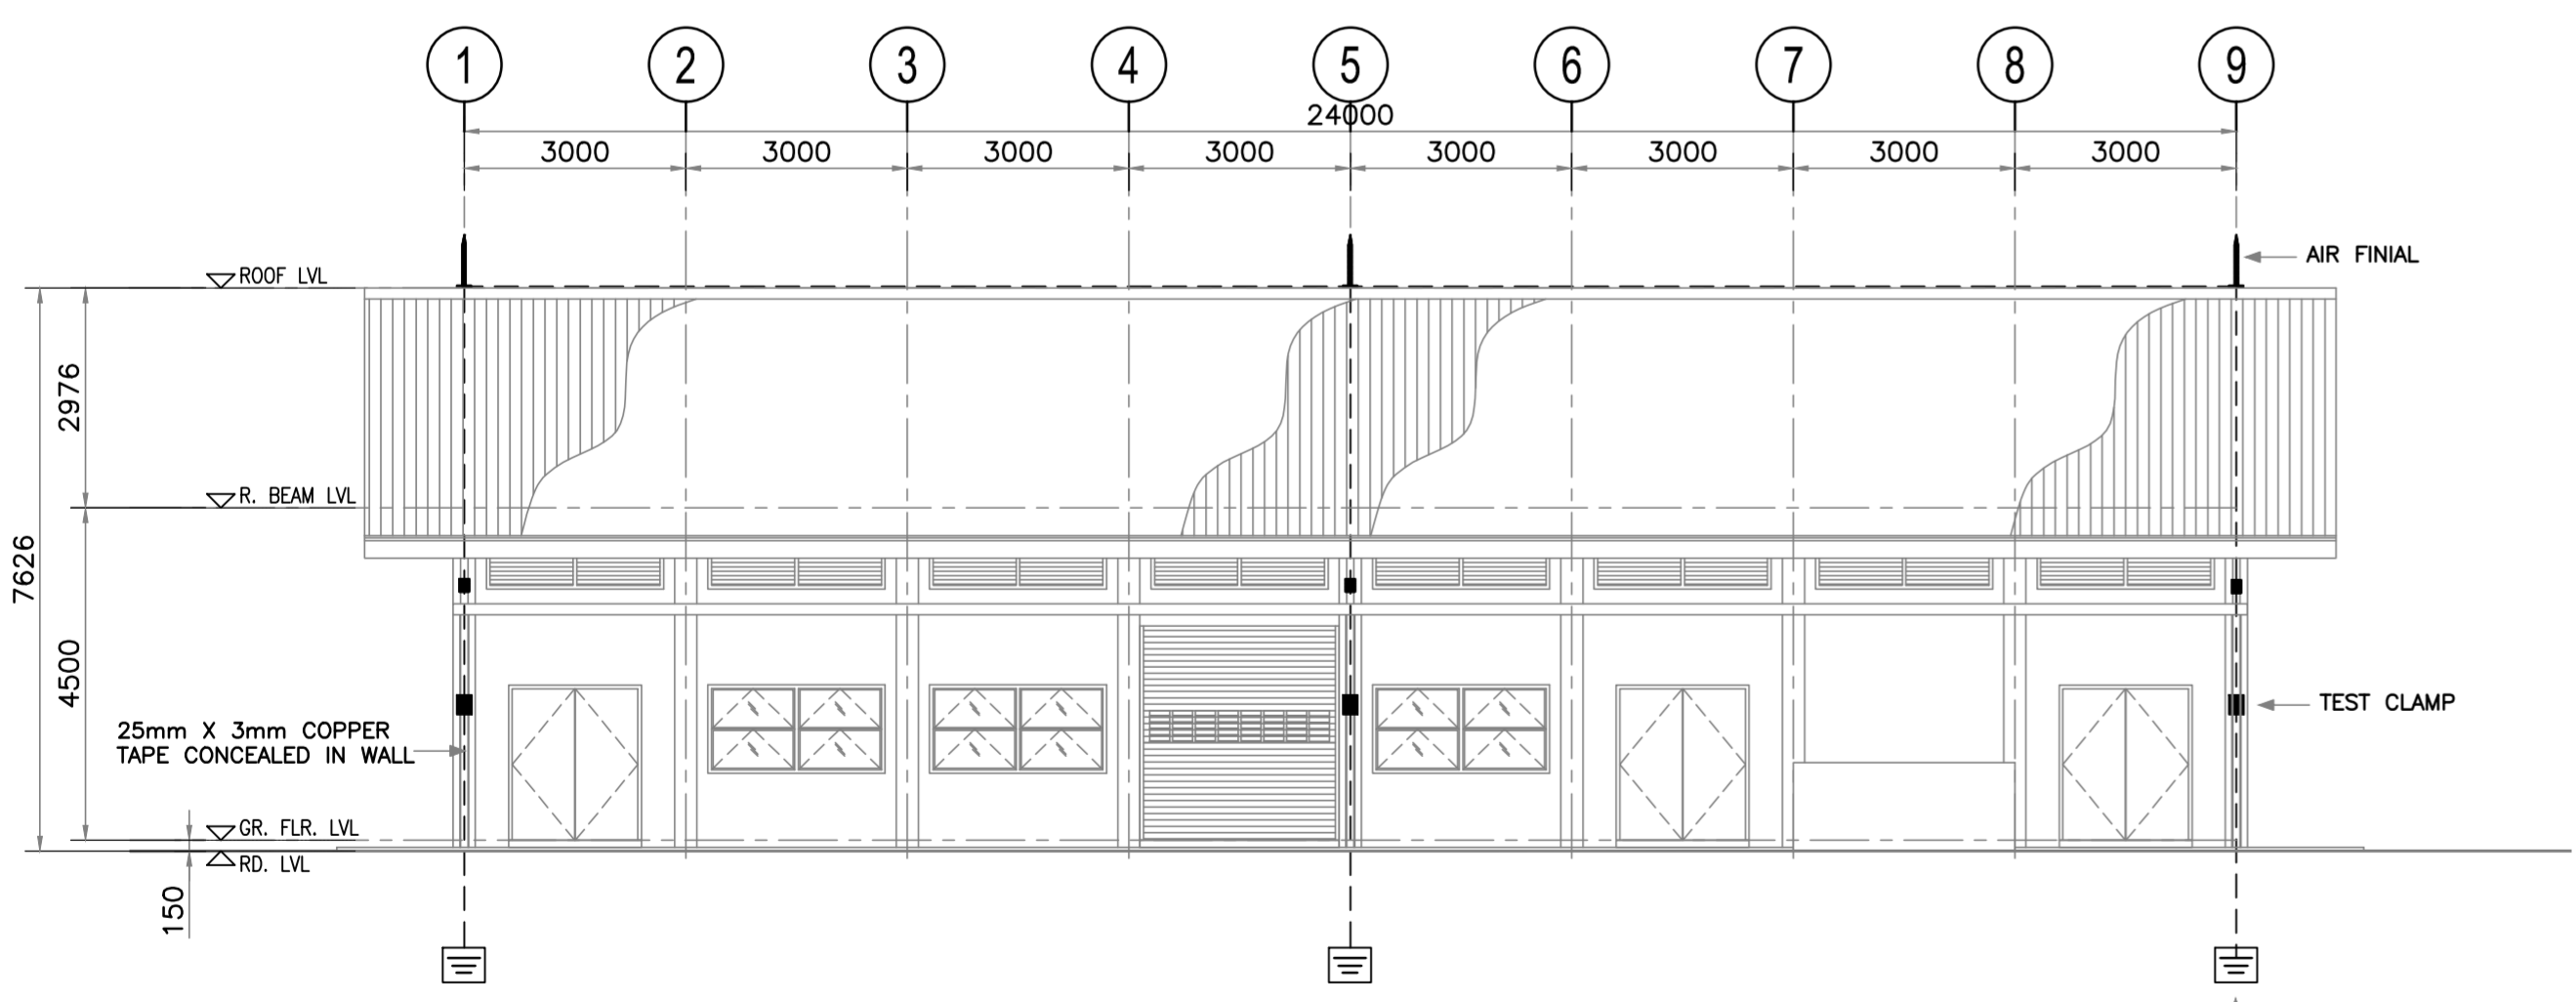 1 2 3 4 5 6 7 8 9
24000
3000 3000 3000 3000 3000 3000 3000 3000
AIR FINIAL
ROOF LVL
2976
R. BEAM LVL
7626
4500
TEST CLAMP
25mm X 3mm COPPER
TAPE CONCEALED IN WALL
GR. FLR. LVL
RD. LVL
150